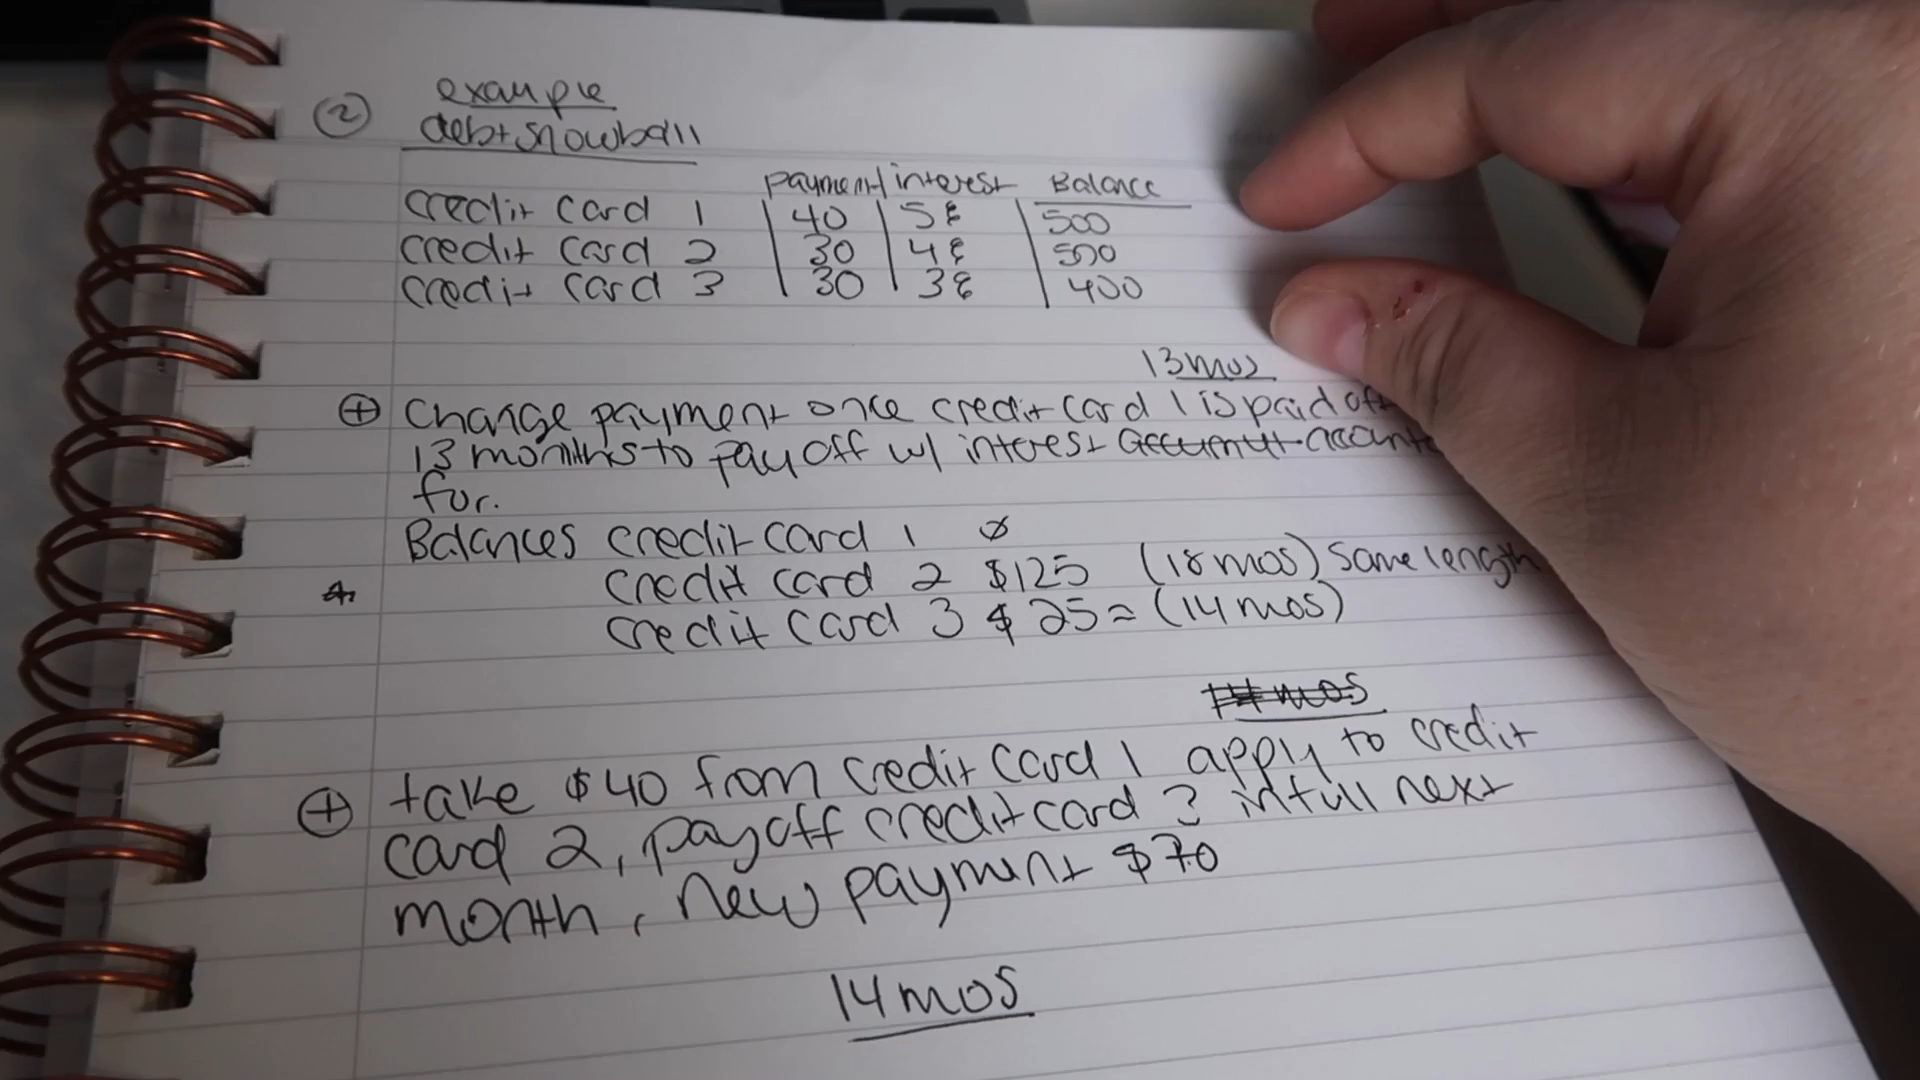 ② example
debt snowball
payment/interest Balance
credit card 1 | 40 | 5¢ | 500
credit card 2 | 30 | 4¢ | 500
credit card 3 | 30 | 3¢ | 400
13 mos
⊕ Change payment once credit card 1 is paid off
13 months to pay off w/ interest
for.
Balances credit card 1 ø
credit card 2 $125 (18 mos) same length
credit card 3 $25 = (14 mos)
mos
⊕ take $40 from credit card 1 apply to credit
card 2, payoff credit card 3 in full next
month, new payment $70
14 mos